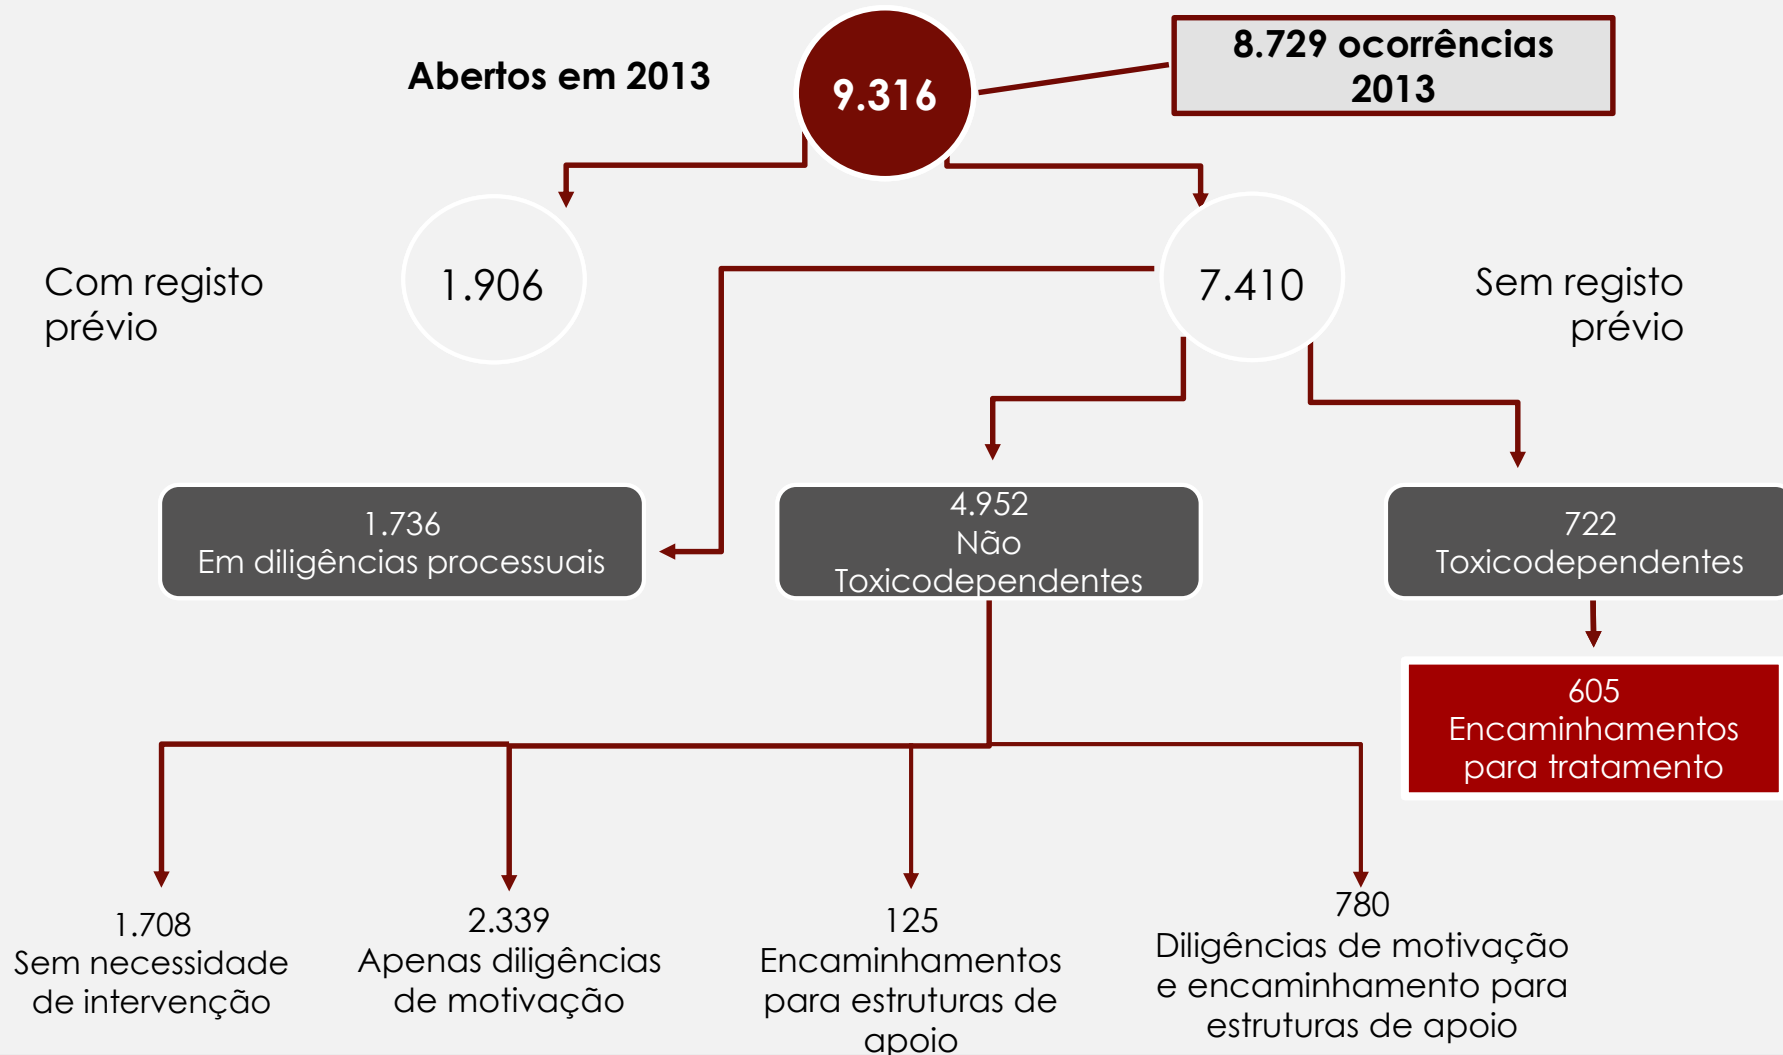 Abertos em 2013
9.316
8.729 ocorrências
2013
Com registo
prévio
1.906
7.410
Sem registo
prévio
1.736
Em diligências processuais
4.952
Não
Toxicodependentes
722
Toxicodependentes
605
Encaminhamentos
para tratamento
1.708
Sem necessidade
de intervenção
2.339
Apenas diligências
de motivação
125
Encaminhamentos
para estruturas de
apoio
780
Diligências de motivação
e encaminhamento para
estruturas de apoio